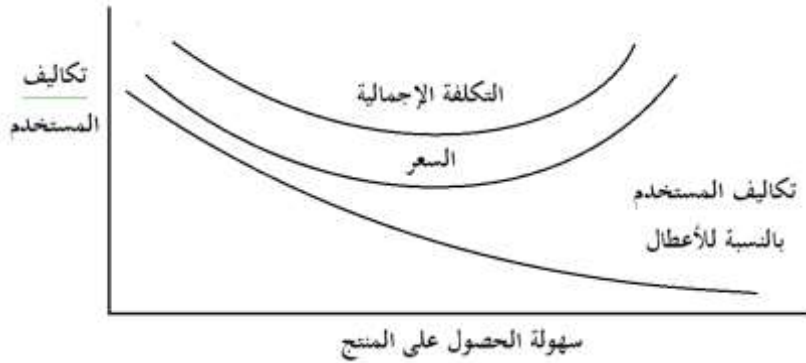 تكاليف
المستخدم
التكلفة الإجمالية
السعر
تكاليف المستخدم
بالنسبة للأعطال
سهولة الحصول على المنتج